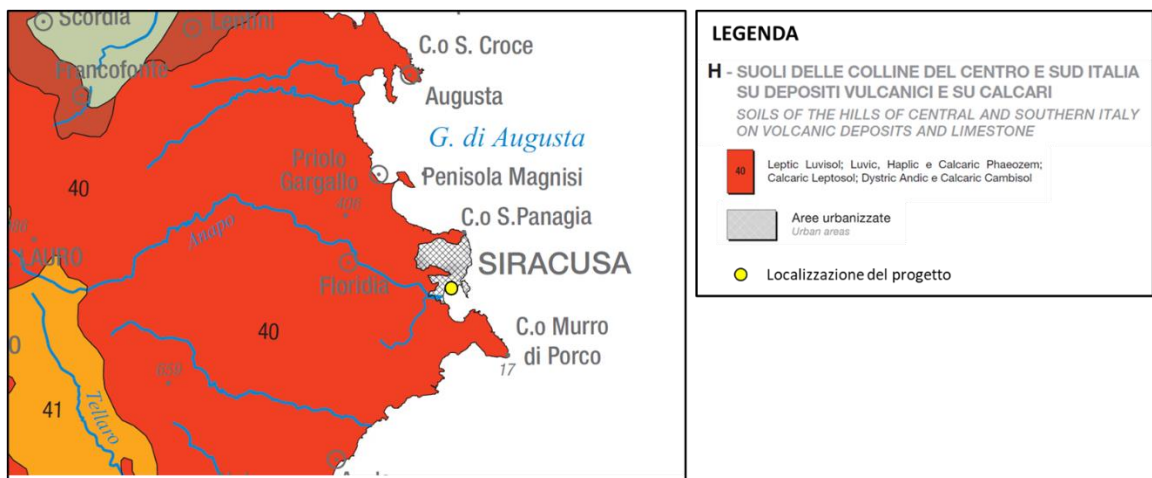 Scordia
Lentini
Francofonte
C.o S. Croce
Augusta
G. di Augusta
Priolo
Gargallo
Penisola Magnisi
40
406
C.o S.Panagia
Anapo
LAURO
SIRACUSA
Floridia
40
C.o Murro
di Porco
17
41
Tellaro
LEGENDA
H - SUOLI DELLE COLLINE DEL CENTRO E SUD ITALIA
SU DEPOSITI VULCANICI E SU CALCARI
SOILS OF THE HILLS OF CENTRAL AND SOUTHERN ITALY
ON VOLCANIC DEPOSITS AND LIMESTONE
40
Leptic Luvisol; Luvic, Haplic e Calcaric Phaeozem;
Calcaric Leptosol; Dystric Andic e Calcaric Cambisol
Aree urbanizzate
Urban areas
Localizzazione del progetto